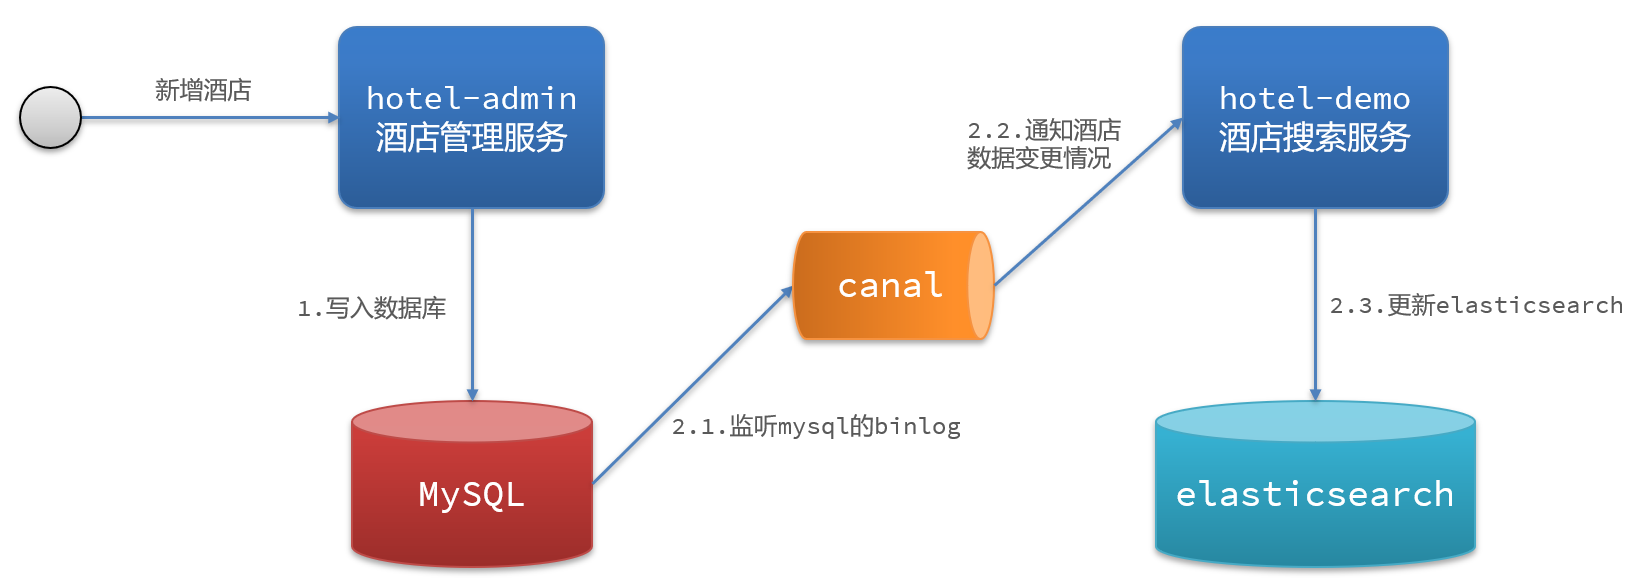 新增酒店
hotel-admin
酒店管理服务
hotel-demo
酒店搜索服务
2.2.通知酒店
数据变更情况
canal
1.写入数据库
2.3.更新elasticsearch
2.1.监听mysql的binlog
MySQL
elasticsearch